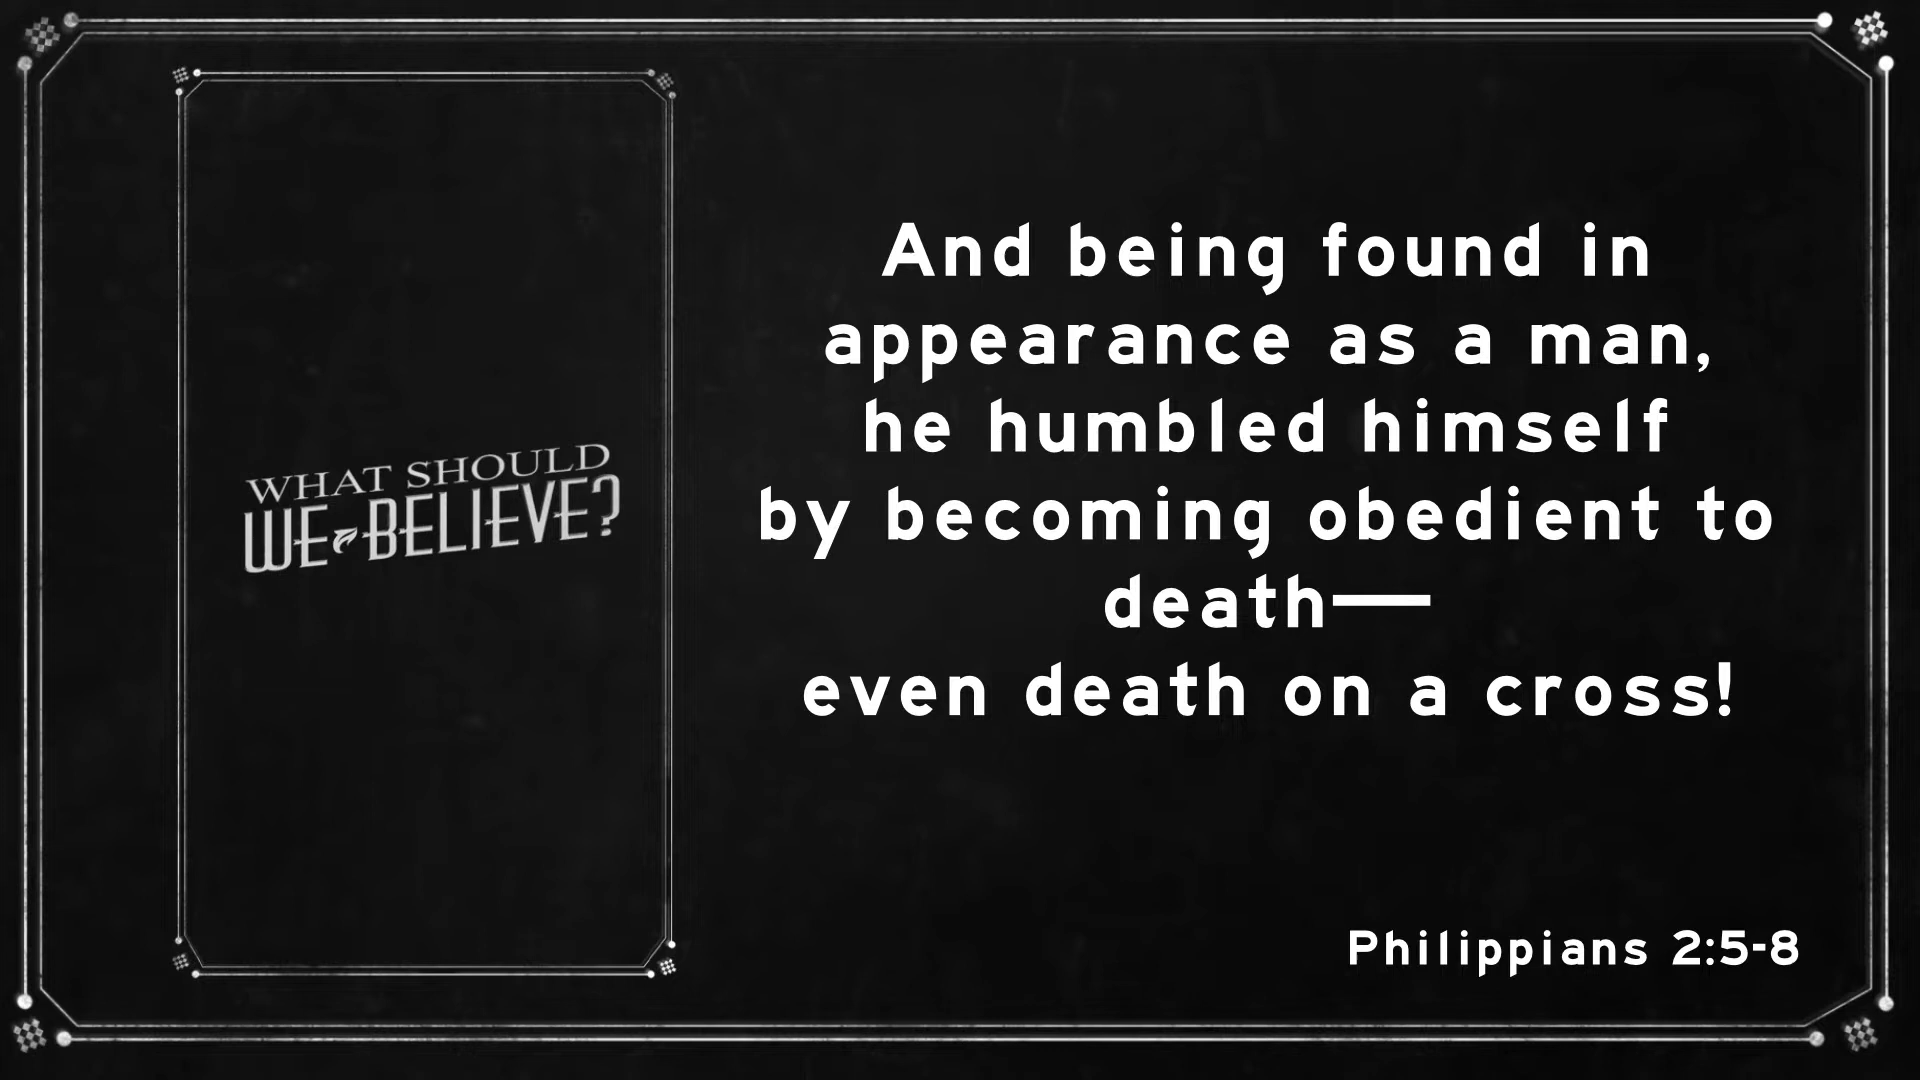 WHAT SHOULD
WE BELIEVE?
And being found in
appearance as a man,
he humbled himself
by becoming obedient to
death—
even death on a cross!
Philippians 2:5-8